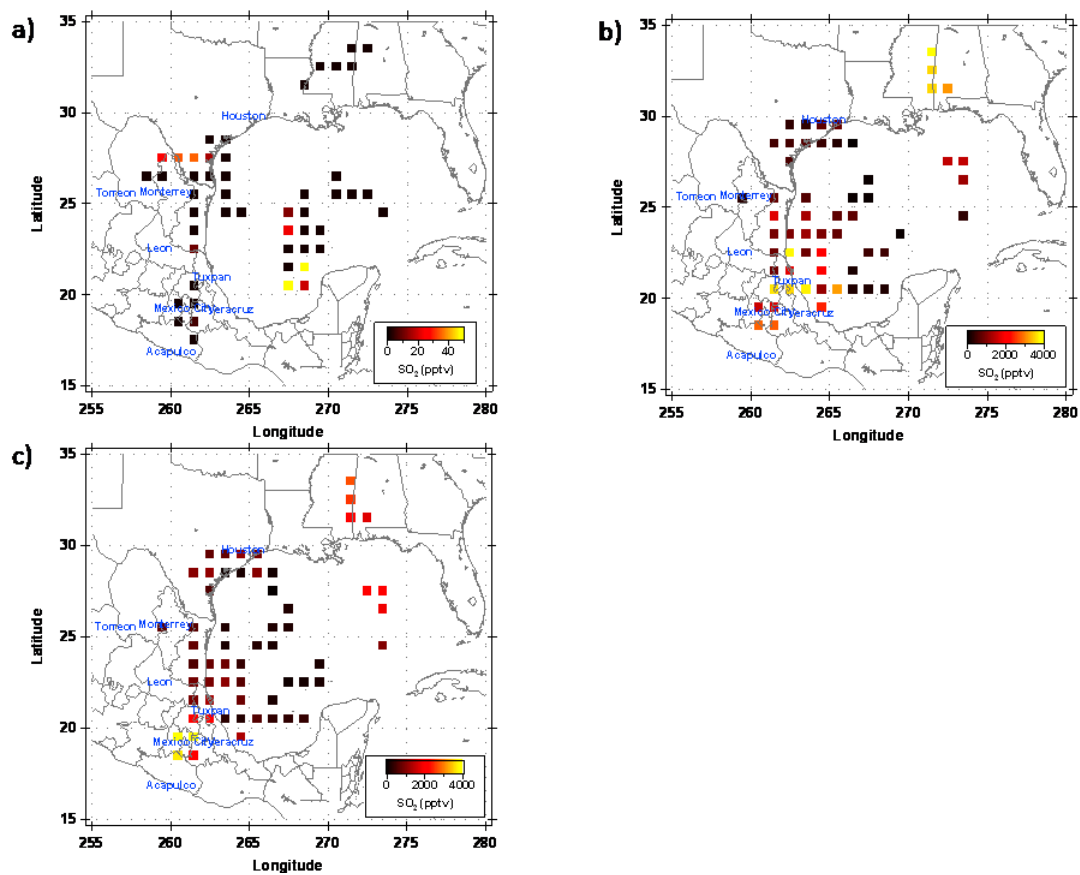 a)
35
30
25
20
15
Latitude
Houston
Torreon
Monterrey
Leon
Tuxpan
Mexico City
Veracruz
Acapulco
0 20 40
SO2 (pptv)
255 260 265 270 275 280
Longitude
b)
35
30
25
20
15
Latitude
Houston
Torreon
Monterrey
Leon
Tuxpan
Mexico City
Veracruz
Acapulco
0 2000 4000
SO2 (pptv)
255 260 265 270 275 280
Longitude
c)
35
30
25
20
15
Latitude
Houston
Torreon
Monterrey
Leon
Tuxpan
Mexico City
Veracruz
Acapulco
0 2000 4000
SO2 (pptv)
255 260 265 270 275 280
Longitude